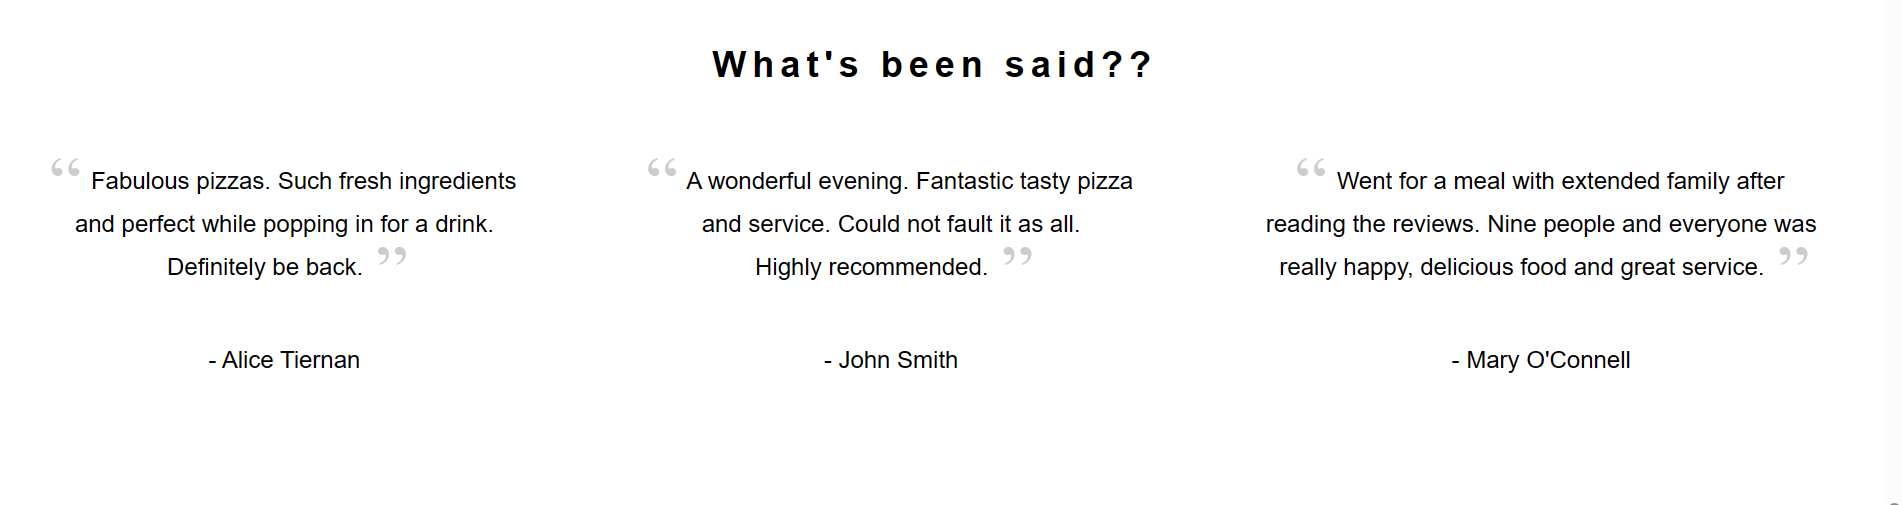 What's been said??
“ Fabulous pizzas. Such fresh ingredients
and perfect while popping in for a drink.
Definitely be back. ”
- Alice Tiernan
“ A wonderful evening. Fantastic tasty pizza
and service. Could not fault it as all.
Highly recommended. ”
- John Smith
“ Went for a meal with extended family after
reading the reviews. Nine people and everyone was
really happy, delicious food and great service. ”
- Mary O'Connell